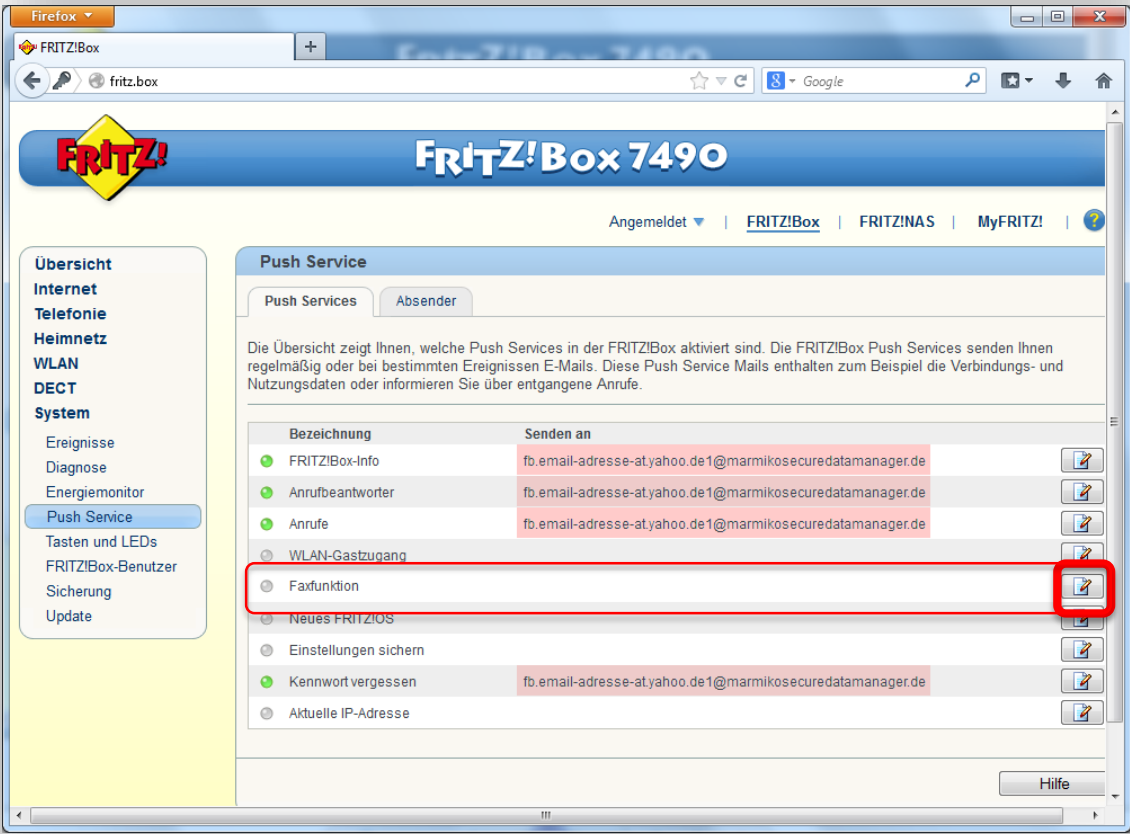 Firefox
FRITZ!Box
fritz.box
Google
FRITZ!
FRITZ!Box 7490
Angemeldet | FRITZ!Box | FRITZ!NAS | MyFRITZ! |
Übersicht
Internet
Telefonie
Heimnetz
WLAN
DECT
System
Ereignisse
Diagnose
Energiemonitor
Push Service
Tasten und LEDs
FRITZ!Box-Benutzer
Sicherung
Update
Push Service
Push Services
Absender
Die Übersicht zeigt Ihnen, welche Push Services in der FRITZ!Box aktiviert sind. Die FRITZ!Box Push Services senden Ihnen
regelmäßig oder bei bestimmten Ereignissen E-Mails. Diese Push Service Mails enthalten zum Beispiel die Verbindungs- und
Nutzungsdaten oder informieren Sie über entgangene Anrufe.
Bezeichnung Senden an
FRITZ!Box-Info fb.email-adresse-at.yahoo.de1@marmikosecuredatamanager.de
Anrufbeantworter fb.email-adresse-at.yahoo.de1@marmikosecuredatamanager.de
Anrufe fb.email-adresse-at.yahoo.de1@marmikosecuredatamanager.de
WLAN-Gastzugang
Faxfunktion
Neues FRITZ!OS
Einstellungen sichern
Kennwort vergessen fb.email-adresse-at.yahoo.de1@marmikosecuredatamanager.de
Aktuelle IP-Adresse
Hilfe